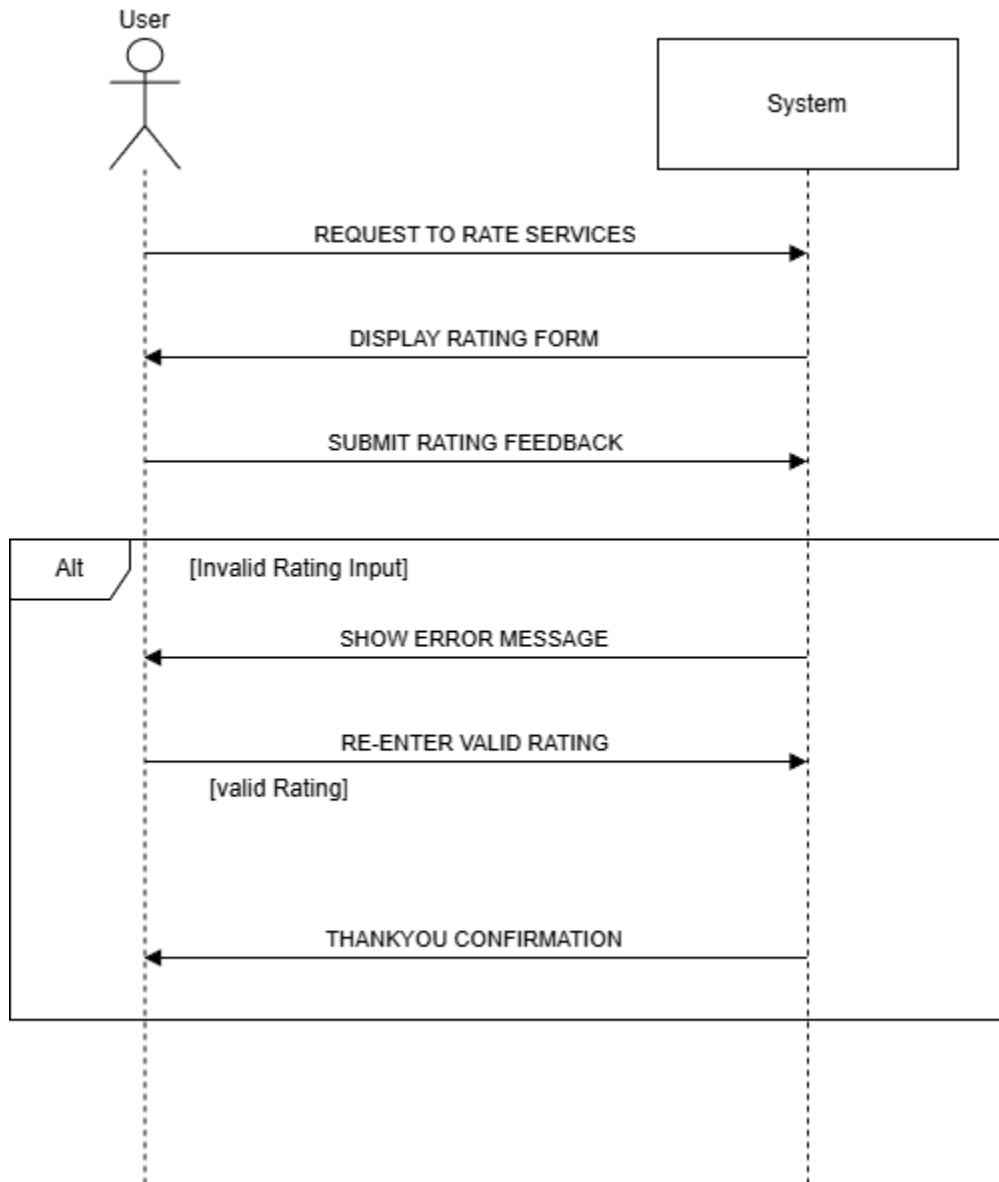 User
System
REQUEST TO RATE SERVICES
DISPLAY RATING FORM
SUBMIT RATING FEEDBACK
Alt
[Invalid Rating Input]
SHOW ERROR MESSAGE
RE-ENTER VALID RATING
[valid Rating]
THANKYOU CONFIRMATION